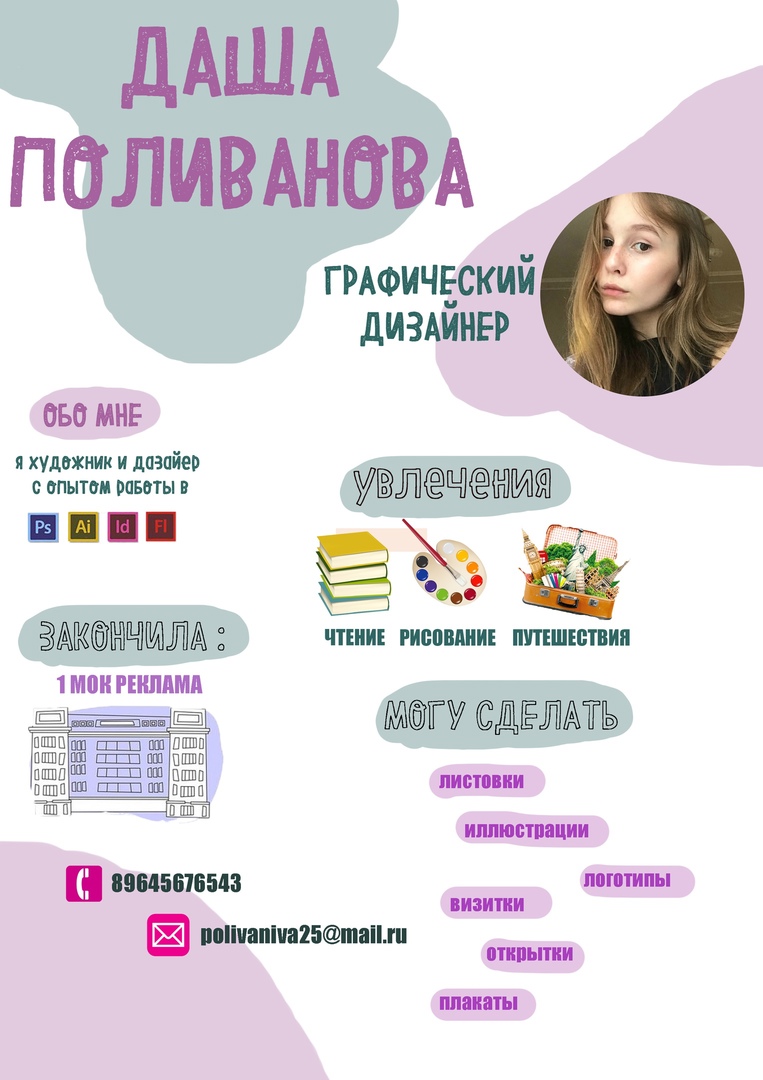 ДАША
ПОЛИВАНОВА
ГРАФИЧЕСКИЙ
ДИЗАЙНЕР
ОБО МНЕ
я художник и дазайер
с опытом работы в
Ps Ai Id Fl
увлечения
ЧТЕНИЕ РИСОВАНИЕ ПУТЕШЕСТВИЯ
ЗАКОНЧИЛА :
1 МОК РЕКЛАМА
МОГУ СДЕЛАТЬ
листовки
иллюстрации
логотипы
визитки
открытки
плакаты
89645676543
polivaniva25@mail.ru